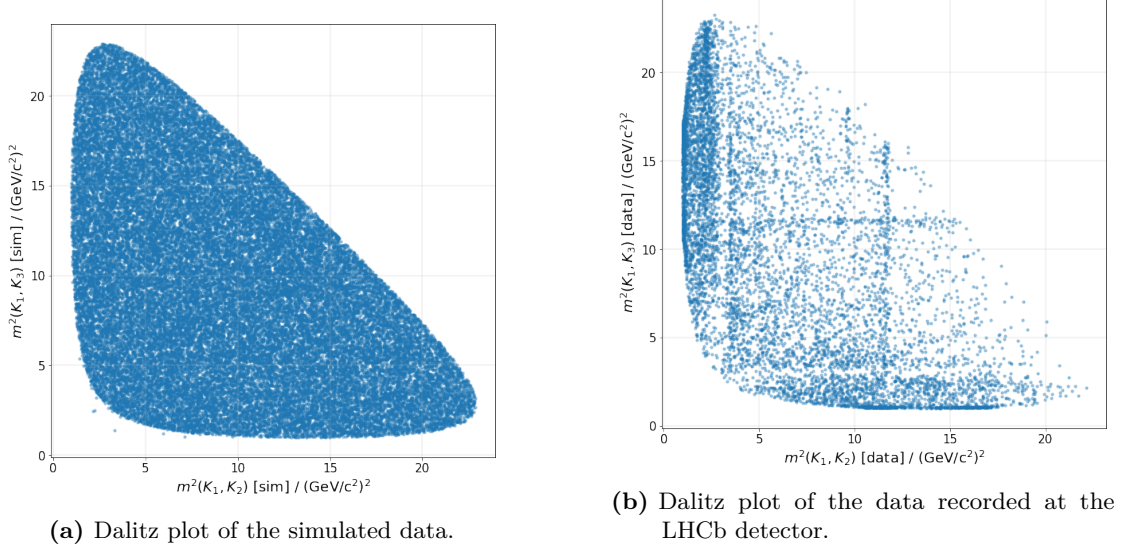 20
15
10
5
0
m²(K₁, K₃) [sim] / (GeV/c²)²
0 5 10 15 20
m²(K₁, K₂) [sim] / (GeV/c²)²
(a) Dalitz plot of the simulated data.
20
15
10
5
0
m²(K₁, K₃) [data] / (GeV/c²)²
0 5 10 15 20
m²(K₁, K₂) [data] / (GeV/c²)²
(b) Dalitz plot of the data recorded at the
LHCb detector.